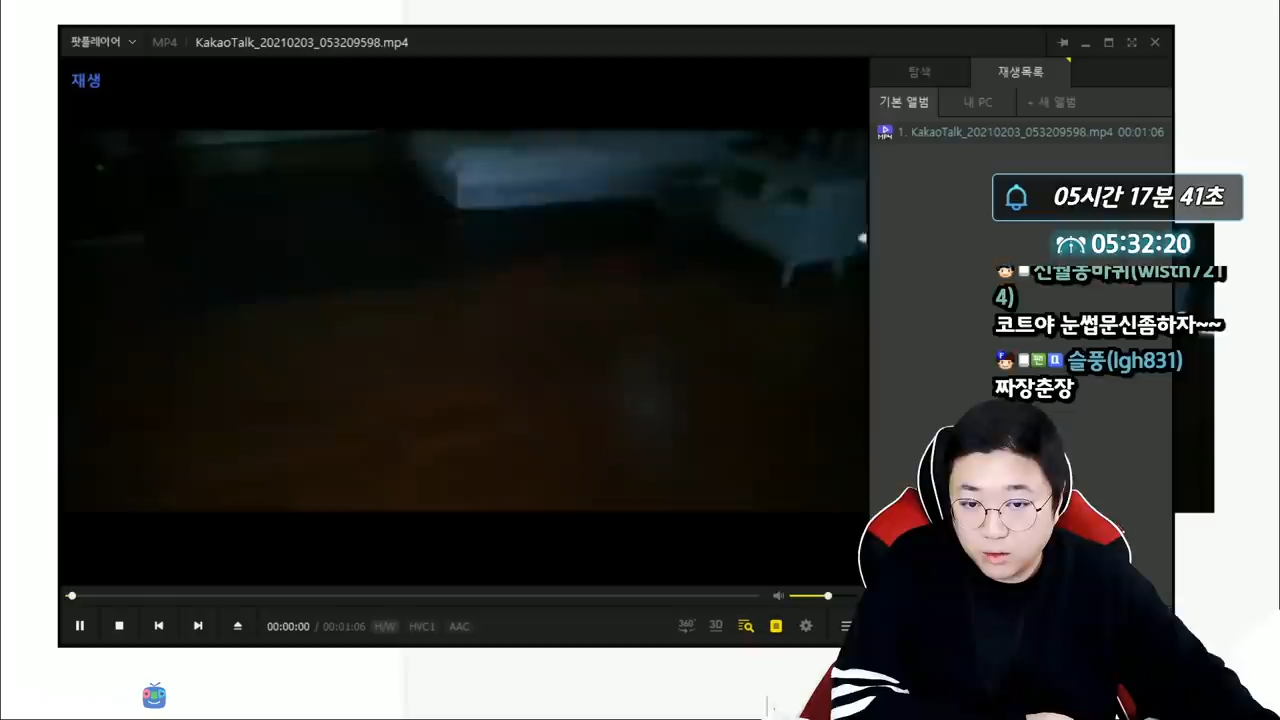 팟플레이어
MP4
KakaoTalk_20210203_053209598.mp4
재생
탐색
재생목록
기본 앨범
내 PC
+ 새 앨범
1. KakaoTalk_20210203_053209598.mp4 00:01:06
05시간 17분 41초
05:32:20
4)
코트야 눈썹문신좀하자~~
팬
슬풍(lgh831)
짜장춘장
00:00:00 / 00:01:06 H/W HVC1 AAC
360°
3D